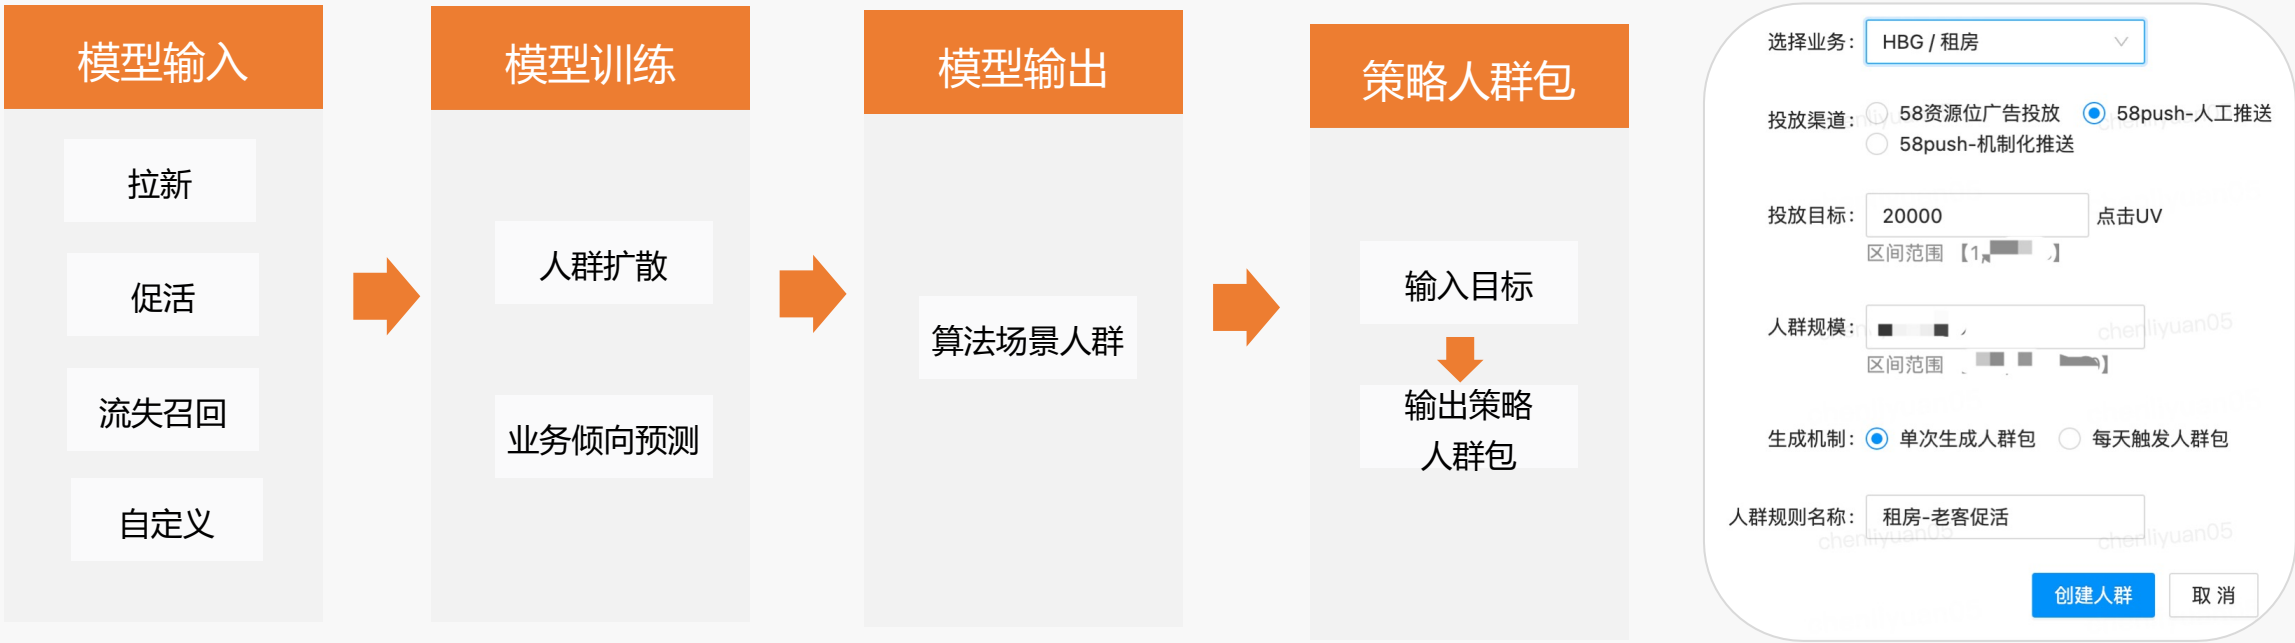 模型输入
拉新
促活
流失召回
自定义
模型训练
人群扩散
业务倾向预测
模型输出
算法场景人群
策略人群包
输入目标
输出策略
人群包
选择业务: HBG / 租房
投放渠道: 58资源位广告投放 58push-人工推送
58push-机制化推送
投放目标: 20000 点击UV
区间范围 【1, 】
人群规模:
chenliyuan05
区间范围 】
生成机制: 单次生成人群包 每天触发人群包
人群规则名称: 租房-老客促活
chenliyuan05 chenliyuan05
创建人群 取 消